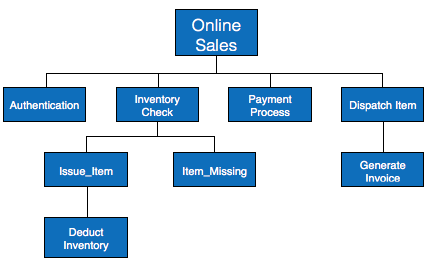 Online
Sales
Authentication
Inventory
Check
Payment
Process
Dispatch Item
Issue_Item
Item_Missing
Generate
Invoice
Deduct
Inventory